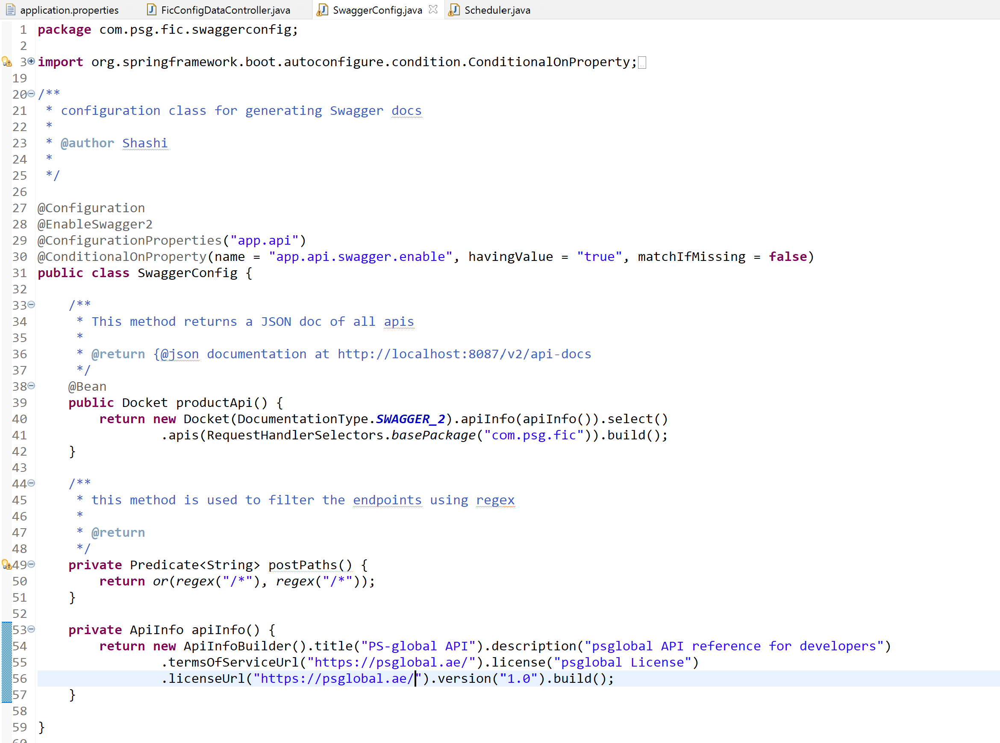 application.properties FicConfigDataController.java SwaggerConfig.java Scheduler.java
1 package com.psg.fic.swaggerconfig;
2
3 import org.springframework.boot.autoconfigure.condition.ConditionalOnProperty;
19
20 /**
21  * configuration class for generating Swagger docs
22  *
23  * @author Shashi
24  *
25  */
26
27 @Configuration
28 @EnableSwagger2
29 @ConfigurationProperties("app.api")
30 @ConditionalOnProperty(name = "app.api.swagger.enable", havingValue = "true", matchIfMissing = false)
31 public class SwaggerConfig {
32
33     /**
34      * This method returns a JSON doc of all apis
35      *
36      * @return {@json documentation at http://localhost:8087/v2/api-docs
37      */
38     @Bean
39     public Docket productApi() {
40         return new Docket(DocumentationType.SWAGGER_2).apiInfo(apiInfo()).select()
41                 .apis(RequestHandlerSelectors.basePackage("com.psg.fic")).build();
42     }
43
44     /**
45      * this method is used to filter the endpoints using regex
46      *
47      * @return
48      */
49     private Predicate<String> postPaths() {
50         return or(regex("/*"), regex("/*"));
51     }
52
53     private ApiInfo apiInfo() {
54         return new ApiInfoBuilder().title("PS-global API").description("psglobal API reference for developers")
55                 .termsOfServiceUrl("https://psglobal.ae/").license("psglobal License")
56                 .licenseUrl("https://psglobal.ae/").version("1.0").build();
57     }
58
59 }
60